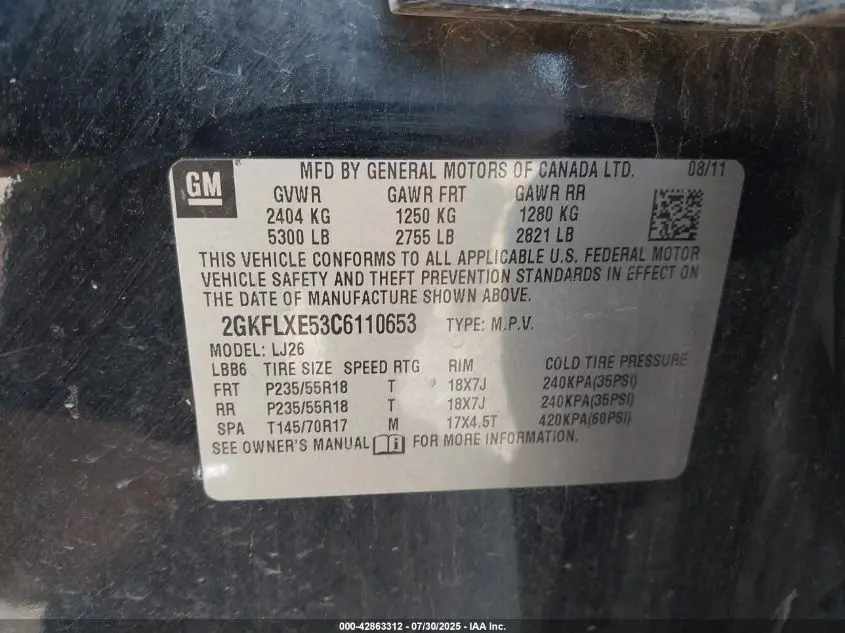 GM
MFD BY GENERAL MOTORS OF CANADA LTD. 08/11
GVWR GAWR FRT GAWR RR
2404 KG 1250 KG 1280 KG
5300 LB 2755 LB 2821 LB
THIS VEHICLE CONFORMS TO ALL APPLICABLE U.S. FEDERAL MOTOR
VEHICLE SAFETY AND THEFT PREVENTION STANDARDS IN EFFECT ON
THE DATE OF MANUFACTURE SHOWN ABOVE.
2GKFLXE53C6110653 TYPE: M.P.V.
MODEL: LJ26
LBB6 TIRE SIZE SPEED RTG RIM COLD TIRE PRESSURE
FRT P235/55R18 T 18X7J 240KPA(35PSI)
RR P235/55R18 T 18X7J 240KPA(35PSI)
SPA T145/70R17 M 17X4.5T 420KPA(60PSI)
SEE OWNER'S MANUAL FOR MORE INFORMATION.
000-42863312 - 07/30/2025 - IAA Inc.